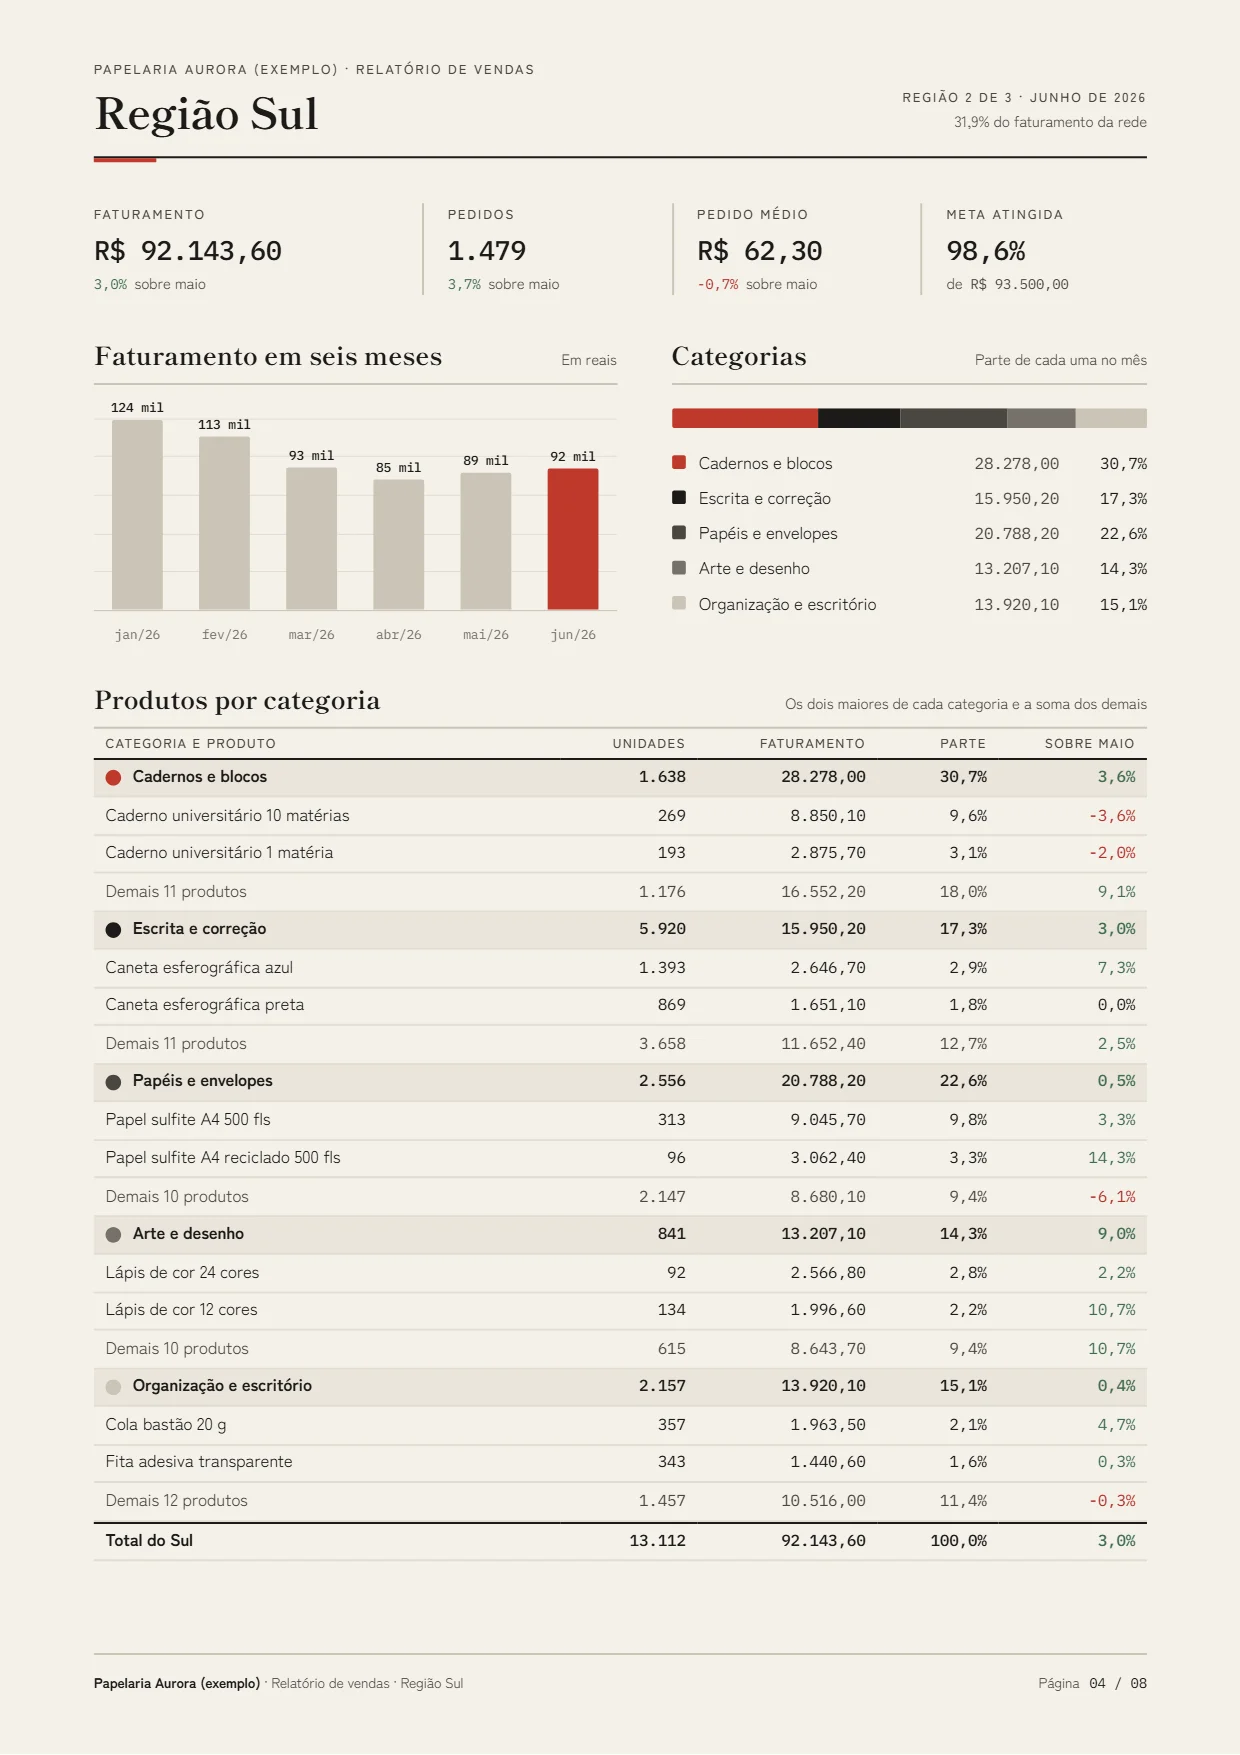 PAPELARIA AURORA (EXEMPLO) · RELATÓRIO DE VENDAS
Região Sul
REGIÃO 2 DE 3 · JUNHO DE 2026
31,9% do faturamento da rede
FATURAMENTO
R$ 92.143,60
3,0% sobre maio
PEDIDOS
1.479
3,7% sobre maio
PEDIDO MÉDIO
R$ 62,30
-0,7% sobre maio
META ATINGIDA
98,6%
de R$ 93.500,00
Faturamento em seis meses Em reais
124 mil
113 mil
93 mil
85 mil
89 mil
92 mil
jan/26 fev/26 mar/26 abr/26 mai/26 jun/26
Categorias Parte de cada uma no mês
Cadernos e blocos 28.278,00 30,7%
Escrita e correção 15.950,20 17,3%
Papéis e envelopes 20.788,20 22,6%
Arte e desenho 13.207,10 14,3%
Organização e escritório 13.920,10 15,1%
Produtos por categoria Os dois maiores de cada categoria e a soma dos demais
CATEGORIA E PRODUTO UNIDADES FATURAMENTO PARTE SOBRE MAIO
Cadernos e blocos 1.638 28.278,00 30,7% 3,6%
Caderno universitário 10 matérias 269 8.850,10 9,6% -3,6%
Caderno universitário 1 matéria 193 2.875,70 3,1% -2,0%
Demais 11 produtos 1.176 16.552,20 18,0% 9,1%
Escrita e correção 5.920 15.950,20 17,3% 3,0%
Caneta esferográfica azul 1.393 2.646,70 2,9% 7,3%
Caneta esferográfica preta 869 1.651,10 1,8% 0,0%
Demais 11 produtos 3.658 11.652,40 12,7% 2,5%
Papéis e envelopes 2.556 20.788,20 22,6% 0,5%
Papel sulfite A4 500 fls 313 9.045,70 9,8% 3,3%
Papel sulfite A4 reciclado 500 fls 96 3.062,40 3,3% 14,3%
Demais 10 produtos 2.147 8.680,10 9,4% -6,1%
Arte e desenho 841 13.207,10 14,3% 9,0%
Lápis de cor 24 cores 92 2.566,80 2,8% 2,2%
Lápis de cor 12 cores 134 1.996,60 2,2% 10,7%
Demais 10 produtos 615 8.643,70 9,4% 10,7%
Organização e escritório 2.157 13.920,10 15,1% 0,4%
Cola bastão 20 g 357 1.963,50 2,1% 4,7%
Fita adesiva transparente 343 1.440,60 1,6% 0,3%
Demais 12 produtos 1.457 10.516,00 11,4% -0,3%
Total do Sul 13.112 92.143,60 100,0% 3,0%
Papelaria Aurora (exemplo) · Relatório de vendas · Região Sul Página 04 / 08